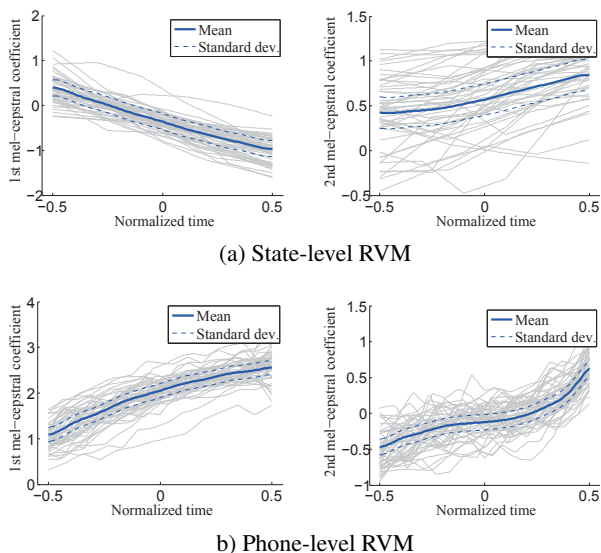 1
0
−1
−2
−0.5
0
0.5
Normalized time
1st mel−cepstral coefficient
Mean
Standard dev.
1.5
1
0.5
0
−0.5
−0.5
0
0.5
Normalized time
2nd mel−cepstral coefficient
Mean
Standard dev.
(a) State-level RVM
4
3
2
1
0
−0.5
0
0.5
Normalized time
1st mel−cepstral coefficient
Mean
Standard dev.
1.5
1
0.5
0
−0.5
−1
−0.5
0
0.5
Normalized time
2nd mel−cepstral coefficient
Mean
Standard dev.
b) Phone-level RVM